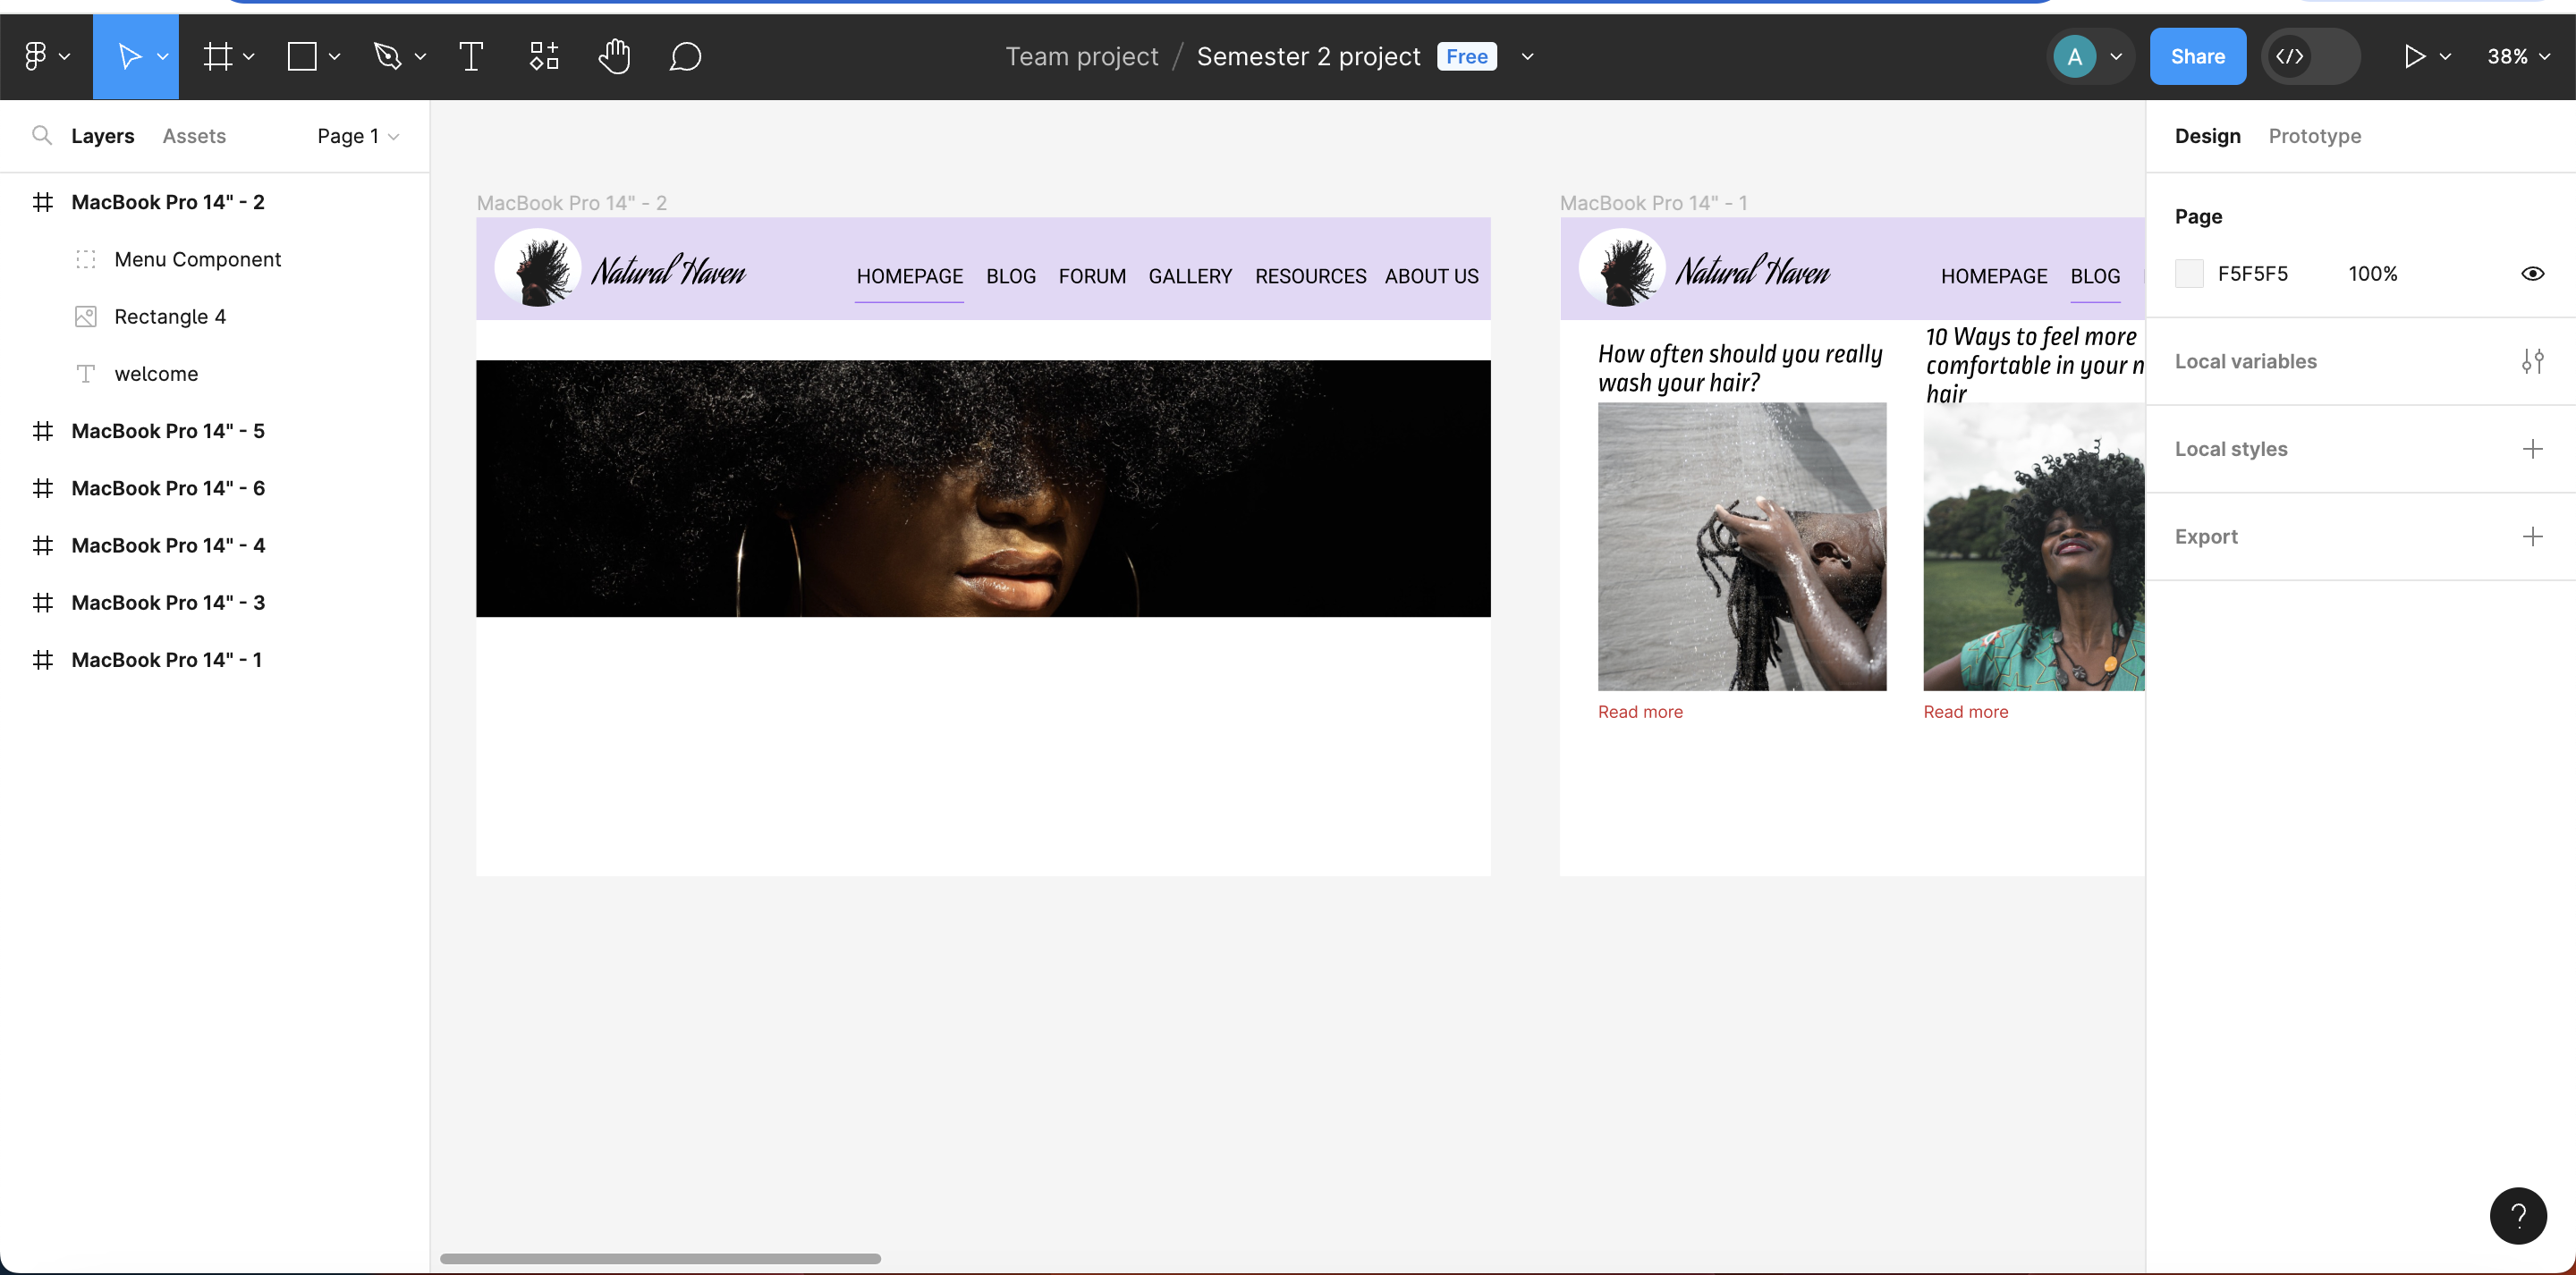 Team project / Semester 2 project Free
A
Share
38%
Layers Assets Page 1
MacBook Pro 14" - 2
Menu Component
Rectangle 4
welcome
MacBook Pro 14" - 5
MacBook Pro 14" - 6
MacBook Pro 14" - 4
MacBook Pro 14" - 3
MacBook Pro 14" - 1
MacBook Pro 14" - 2
Natural Haven
HOMEPAGE BLOG FORUM GALLERY RESOURCES ABOUT US
MacBook Pro 14" - 1
Natural Haven
HOMEPAGE BLOG
How often should you really
wash your hair?
Read more
10 Ways to feel more
comfortable in your n
hair
Read more
Design Prototype
Page
F5F5F5 100%
Local variables
Local styles
Export
?